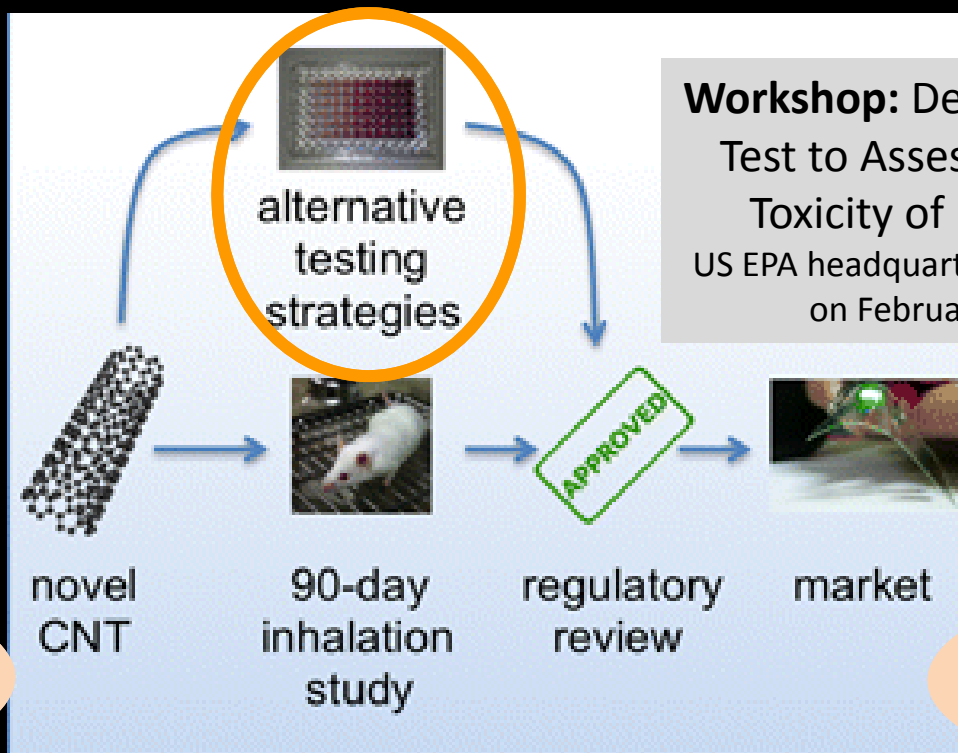 alternative
testing
strategies
Workshop: De
Test to Asses
Toxicity of
US EPA headquart
on Februa
APPROVED
novel
CNT
90-day
inhalation
study
regulatory
review
market